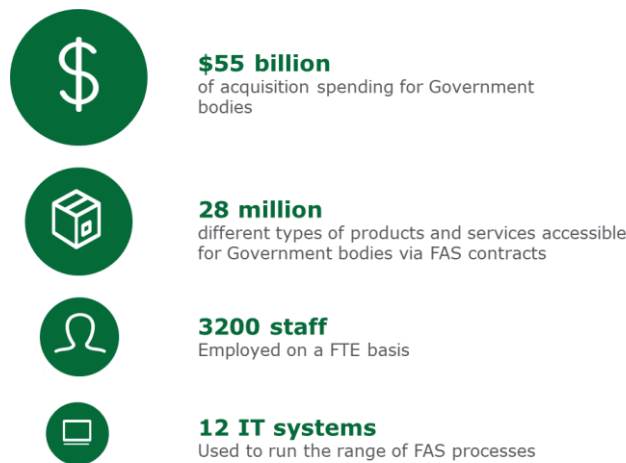 $55 billion
of acquisition spending for Government
bodies
28 million
different types of products and services accessible
for Government bodies via FAS contracts
3200 staff
Employed on a FTE basis
12 IT systems
Used to run the range of FAS processes